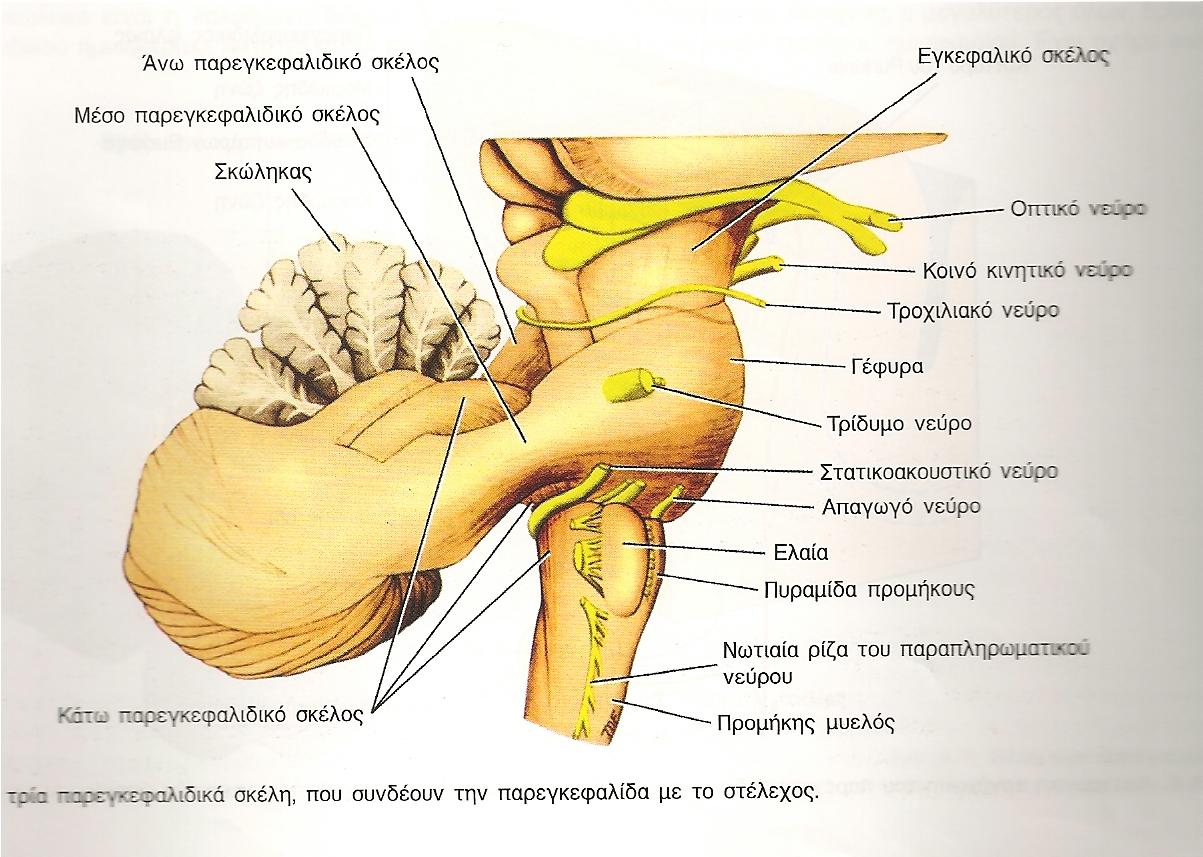 Άνω παρεγκεφαλιδικό σκέλος
Μέσο παρεγκεφαλιδικό σκέλος
Σκώληκας
Εγκεφαλικό σκέλος
Οπτικό νεύρο
Κοινό κινητικό νεύρο
Τροχιλιακό νεύρο
Γέφυρα
Τρίδυμο νεύρο
Στατικοακουστικό νεύρο
Απαγωγό νεύρο
Ελαία
Πυραμίδα προμήκους
Νωτιαία ρίζα του παραπληρωματικού
νεύρου
Προμήκης μυελός
Κάτω παρεγκεφαλιδικό σκέλος
τρία παρεγκεφαλιδικά σκέλη, που συνδέουν την παρεγκεφαλίδα με το στέλεχος.